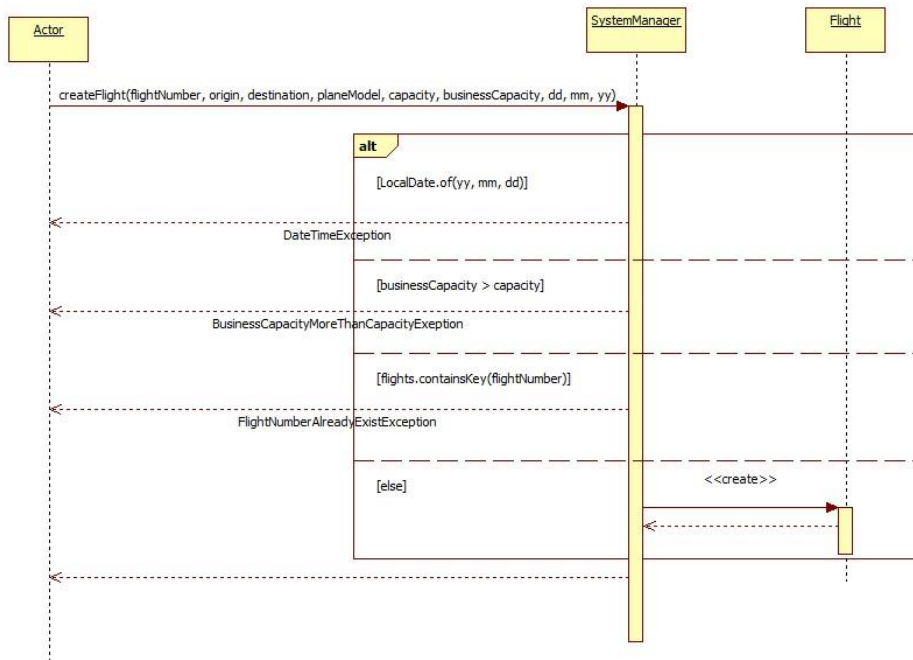 Actor
SystemManager
Flight
createFlight(flightNumber, origin, destination, planeModel, capacity, businessCapacity, dd, mm, yy)
alt
[LocalDate.of(yy, mm, dd)]
DateTimeException
[businessCapacity > capacity]
BusinessCapacityMoreThanCapacityExeption
[flights.containsKey(flightNumber)]
FlightNumberAlreadyExistException
[else]
<<create>>